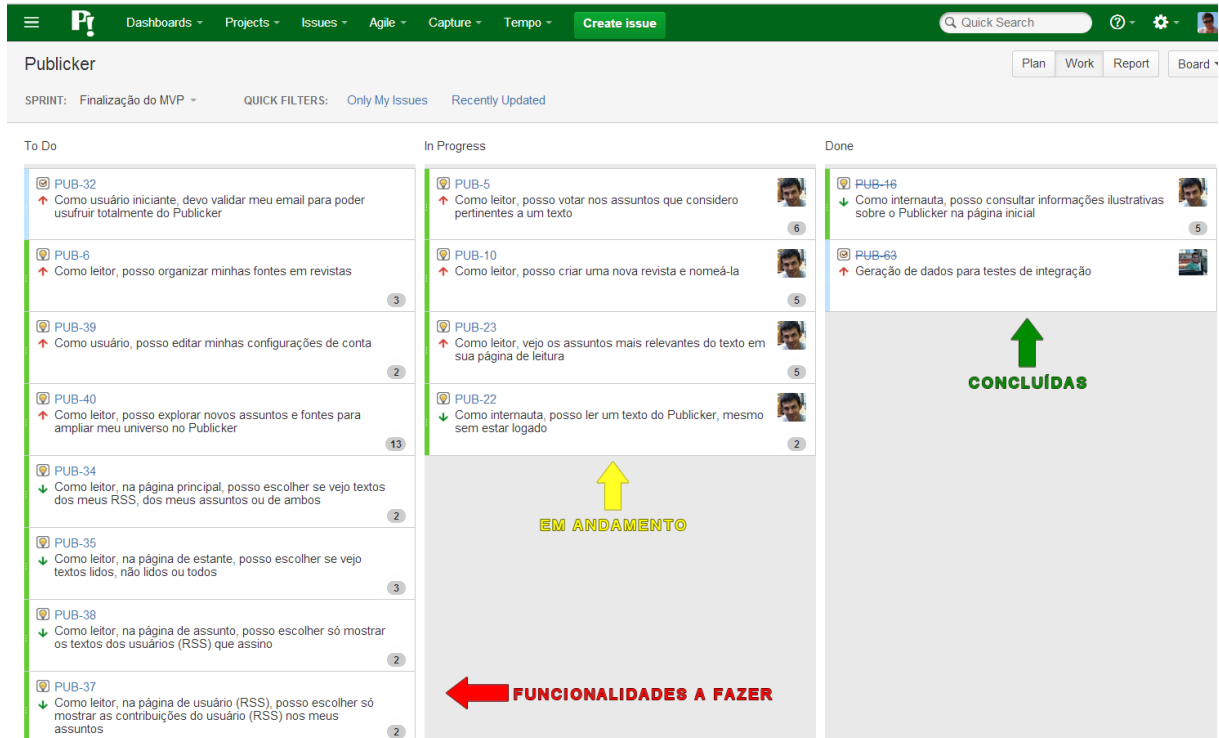 Dashboards Projects Issues Agile Capture Tempo Create issue Quick Search
Publicker
Plan Work Report Board
SPRINT: Finalização do MVP QUICK FILTERS: Only My Issues Recently Updated
To Do
PUB-32
Como usuário iniciante, devo validar meu email para poder
usufruir totalmente do Publicker
PUB-6
Como leitor, posso organizar minhas fontes em revistas
3
PUB-39
Como usuário, posso editar minhas configurações de conta
2
PUB-40
Como leitor, posso explorar novos assuntos e fontes para
ampliar meu universo no Publicker
13
PUB-34
Como leitor, na página principal, posso escolher se vejo textos
dos meus RSS, dos meus assuntos ou de ambos
2
PUB-35
Como leitor, na página de estante, posso escolher se vejo
textos lidos, não lidos ou todos
3
PUB-38
Como leitor, na página de assunto, posso escolher só mostrar
os textos dos usuários (RSS) que assino
2
PUB-37
Como leitor, na página de usuário (RSS), posso escolher só
mostrar as contribuições do usuário (RSS) nos meus
assuntos
2
In Progress
PUB-5
Como leitor, posso votar nos assuntos que considero
pertinentes a um texto
6
PUB-10
Como leitor, posso criar uma nova revista e nomeá-la
5
PUB-23
Como leitor, vejo os assuntos mais relevantes do texto em
sua página de leitura
5
PUB-22
Como internauta, posso ler um texto do Publicker, mesmo
sem estar logado
2
EM ANDAMENTO
FUNCIONALIDADES A FAZER
Done
PUB-16
Como internauta, posso consultar informações ilustrativas
sobre o Publicker na página inicial
5
PUB-63
Geração de dados para testes de integração
CONCLUÍDAS